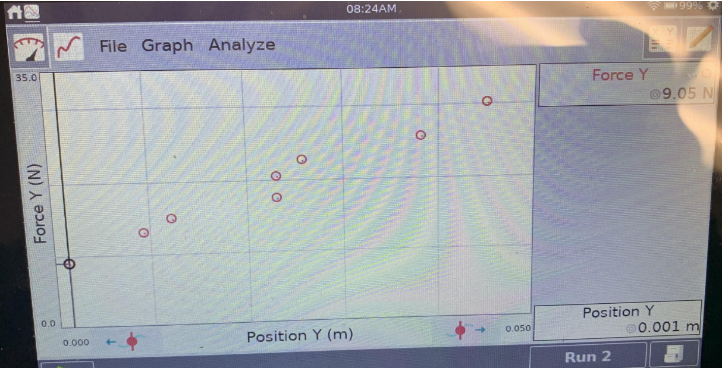 08:24AM
99%
File Graph Analyze
35.0
Force Y
@9.05 N
Force Y (N)
0.0
0.000
Position Y (m)
0.050
Position Y
@0.001 m
Run 2